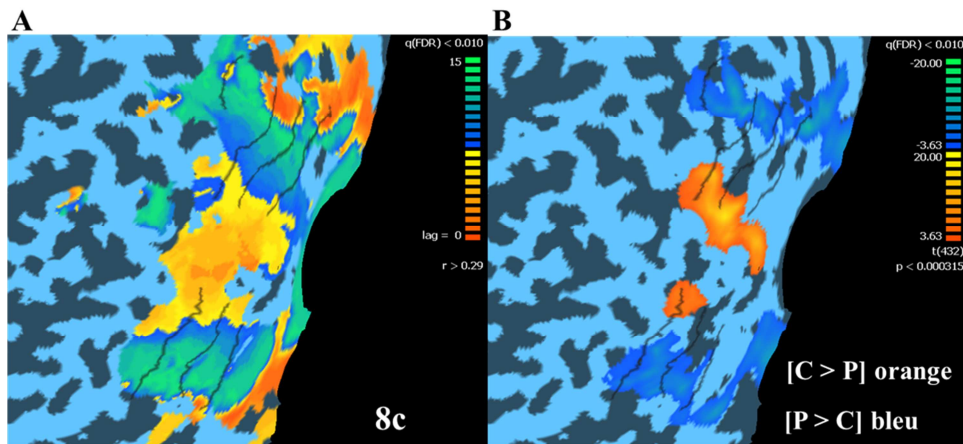 A
q(FDR) < 0.010
15
lag = 0
r > 0.29
8c
B
q(FDR) < 0.010
-20.00
-3.63
20.00
3.63
t(432)
p < 0.000315
[C > P] orange
[P > C] bleu